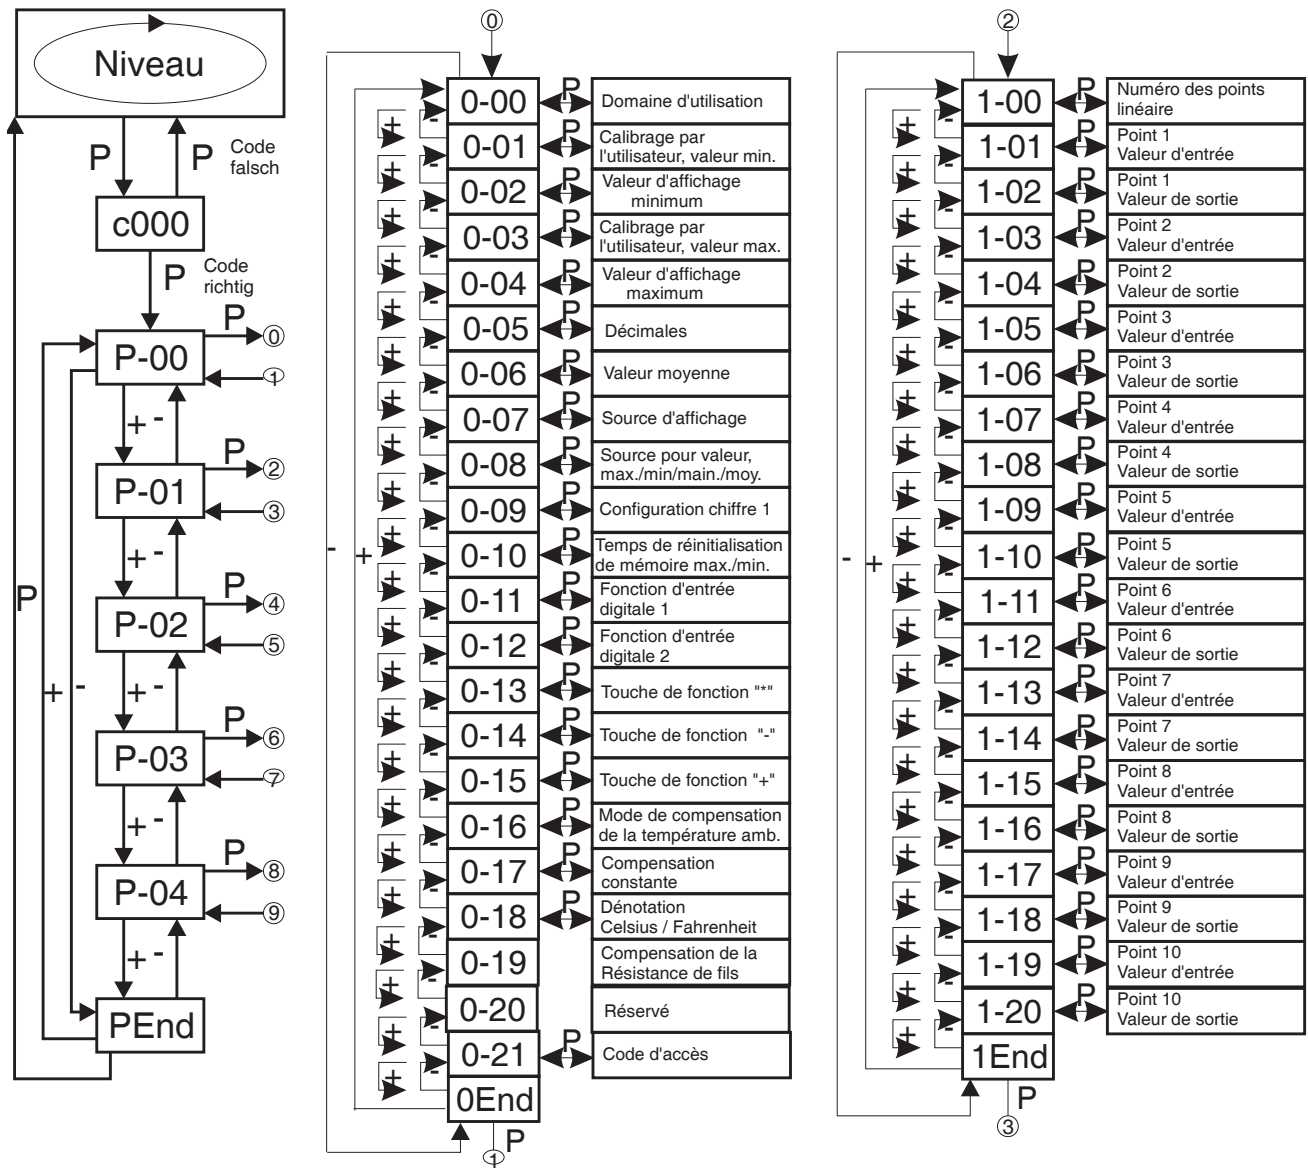 Niveau
P
P
Code
falsch
c000
P
Code
richtig
P-00
P
0
1
+ -
P-01
P
2
3
+ -
P-02
P
4
5
P
+ -
+ -
P-03
P
6
7
+ -
P-04
P
8
9
+ -
PEnd
0
- +
0-00 P Domaine d'utilisation
+ -
0-01 P Calibrage par
l'utilisateur, valeur min.
+ -
0-02 P Valeur d'affichage
minimum
+ -
0-03 P Calibrage par
l'utilisateur, valeur max.
+ -
0-04 P Valeur d'affichage
maximum
+ -
0-05 P Décimales
+ -
0-06 P Valeur moyenne
+ -
0-07 P Source d'affichage
+ -
0-08 P Source pour valeur,
max./min/main./moy.
+ -
0-09 P Configuration chiffre 1
+ -
0-10 P Temps de réinitialisation
de mémoire max./min.
+ -
0-11 P Fonction d'entrée
digitale 1
+ -
0-12 P Fonction d'entrée
digitale 2
+ -
0-13 P Touche de fonction "*"
+ -
0-14 P Touche de fonction "-"
+ -
0-15 P Touche de fonction "+"
+ -
0-16 P Mode de compensation
de la température amb.
+ -
0-17 P Compensation
constante
+ -
0-18 P Dénotation
Celsius / Fahrenheit
+ -
0-19 Compensation de la
Résistance de fils
+ -
0-20 Réservé
+ -
0-21 P Code d'accès
+ -
0End
P
1
2
- +
1-00 P Numéro des points
linéaire
+ -
1-01 P Point 1
Valeur d'entrée
+ -
1-02 P Point 1
Valeur de sortie
+ -
1-03 P Point 2
Valeur d'entrée
+ -
1-04 P Point 2
Valeur de sortie
+ -
1-05 P Point 3
Valeur d'entrée
+ -
1-06 P Point 3
Valeur de sortie
+ -
1-07 P Point 4
Valeur d'entrée
+ -
1-08 P Point 4
Valeur de sortie
+ -
1-09 P Point 5
Valeur d'entrée
+ -
1-10 P Point 5
Valeur de sortie
+ -
1-11 P Point 6
Valeur d'entrée
+ -
1-12 P Point 6
Valeur de sortie
+ -
1-13 P Point 7
Valeur d'entrée
+ -
1-14 P Point 7
Valeur de sortie
+ -
1-15 P Point 8
Valeur d'entrée
+ -
1-16 P Point 8
Valeur de sortie
+ -
1-17 P Point 9
Valeur d'entrée
+ -
1-18 P Point 9
Valeur de sortie
+ -
1-19 P Point 10
Valeur d'entrée
+ -
1-20 P Point 10
Valeur de sortie
+ -
1End
P
3